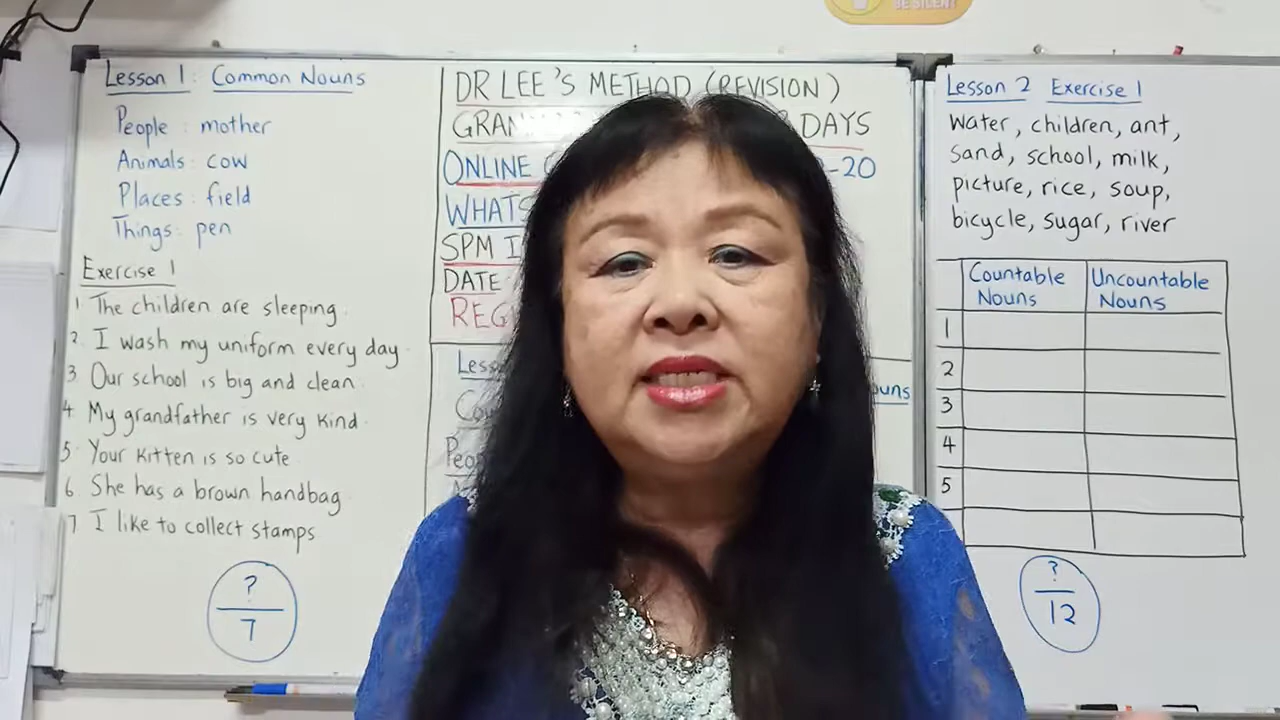 BE SILENT
Lesson 1 : Common Nouns
People : mother
Animals : cow
Places : field
Things : pen
Exercise 1
1 The children are sleeping.
2. I wash my uniform every day.
3. Our school is big and clean.
4. My grandfather is very kind.
5. Your kitten is so cute.
6 She has a brown handbag.
7 I like to collect stamps
?
7
DR LEE'S METHOD (REVISION)
DAYS
ONLINE -20
SPM
DATE
Lesson 2 Exercise 1
Water, children, ant,
sand, school, milk,
picture, rice, soup,
bicycle, sugar, river
Countable Nouns
Uncountable Nouns
1
2
3
4
5
?
12